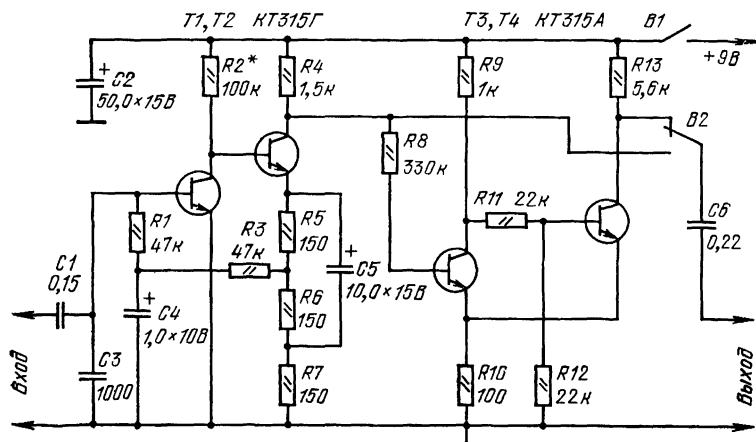 Т1, Т2 КТ315Г
Т3, Т4 КТ315А
В1
+9В
+
С2
50,0×15В
R2*
100к
R4
1,5к
R9
1к
R13
5,6к
В2
R8
330к
R11 22к
R1
47к
R3
47к
R5
150
+
С5
10,0×15В
С6
0,22
С1
0,15
+
С4
1,0×10В
R6
150
С3
1000
R7
150
R10
100
R12
22к
Вход
Выход